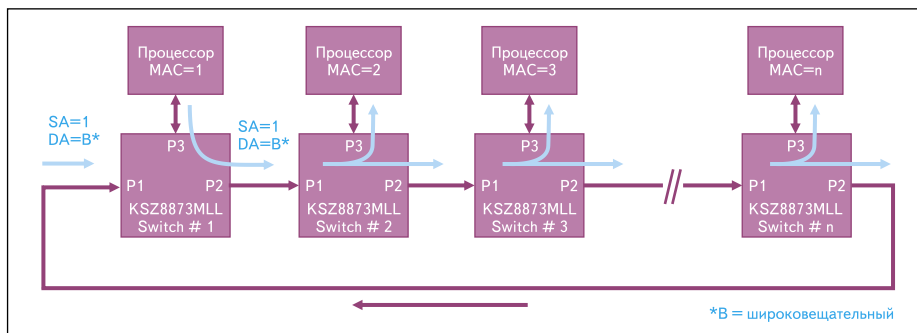 Процессор
MAC=1
Процессор
MAC=2
Процессор
MAC=3
Процессор
MAC=n
SA=1
DA=B*
SA=1
DA=B*
P3
P3
P3
P3
P1 P2
P1 P2
P1 P2
P1 P2
KSZ8873MLL
Switch # 1
KSZ8873MLL
Switch # 2
KSZ8873MLL
Switch # 3
KSZ8873MLL
Switch # n
*B = широковещательный